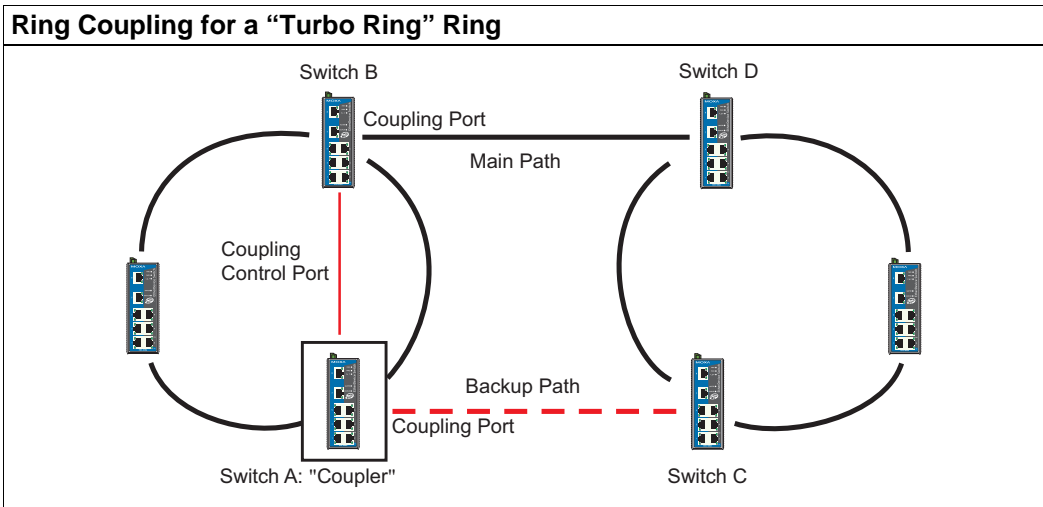 Ring Coupling for a “Turbo Ring” Ring
Switch B
Switch D
Coupling Port
Main Path
Coupling
Control Port
Backup Path
Coupling Port
Switch A: "Coupler"
Switch C